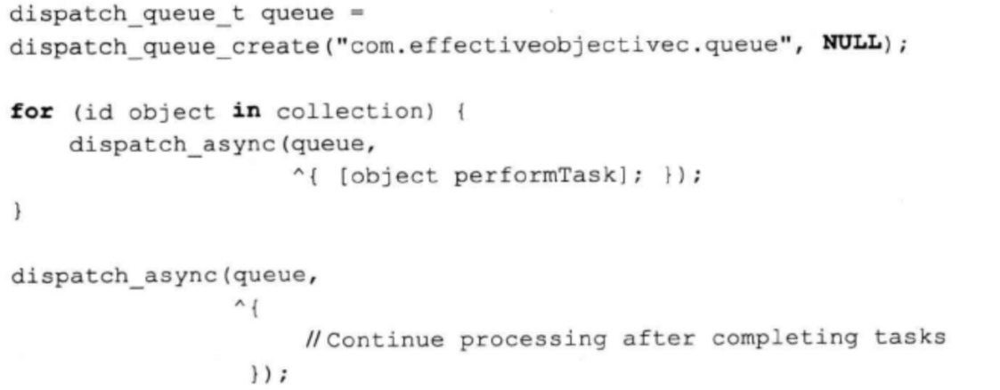 dispatch_queue_t queue =
dispatch_queue_create("com.effectiveobjectivec.queue", NULL);
for (id object in collection) {
dispatch_async(queue,
^{ [object performTask]; });
}
dispatch_async(queue,
^{
//Continue processing after completing tasks
});